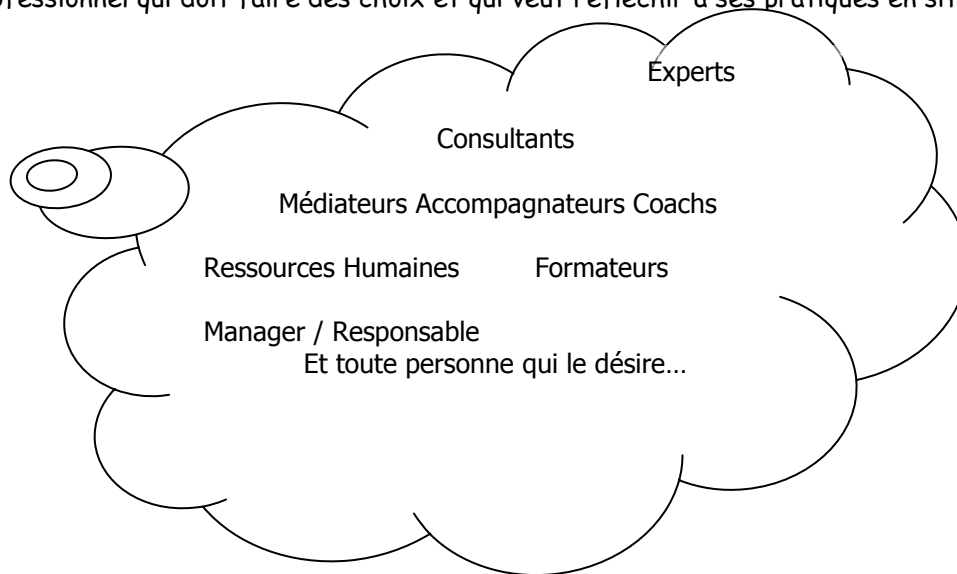 professionnel qui doit faire des choix et qui veut réfléchir à ses pratiques en
Experts
Consultants
Médiateurs Accompagnateurs Coachs
Ressources Humaines Formateurs
Manager / Responsable
Et toute personne qui le désire…